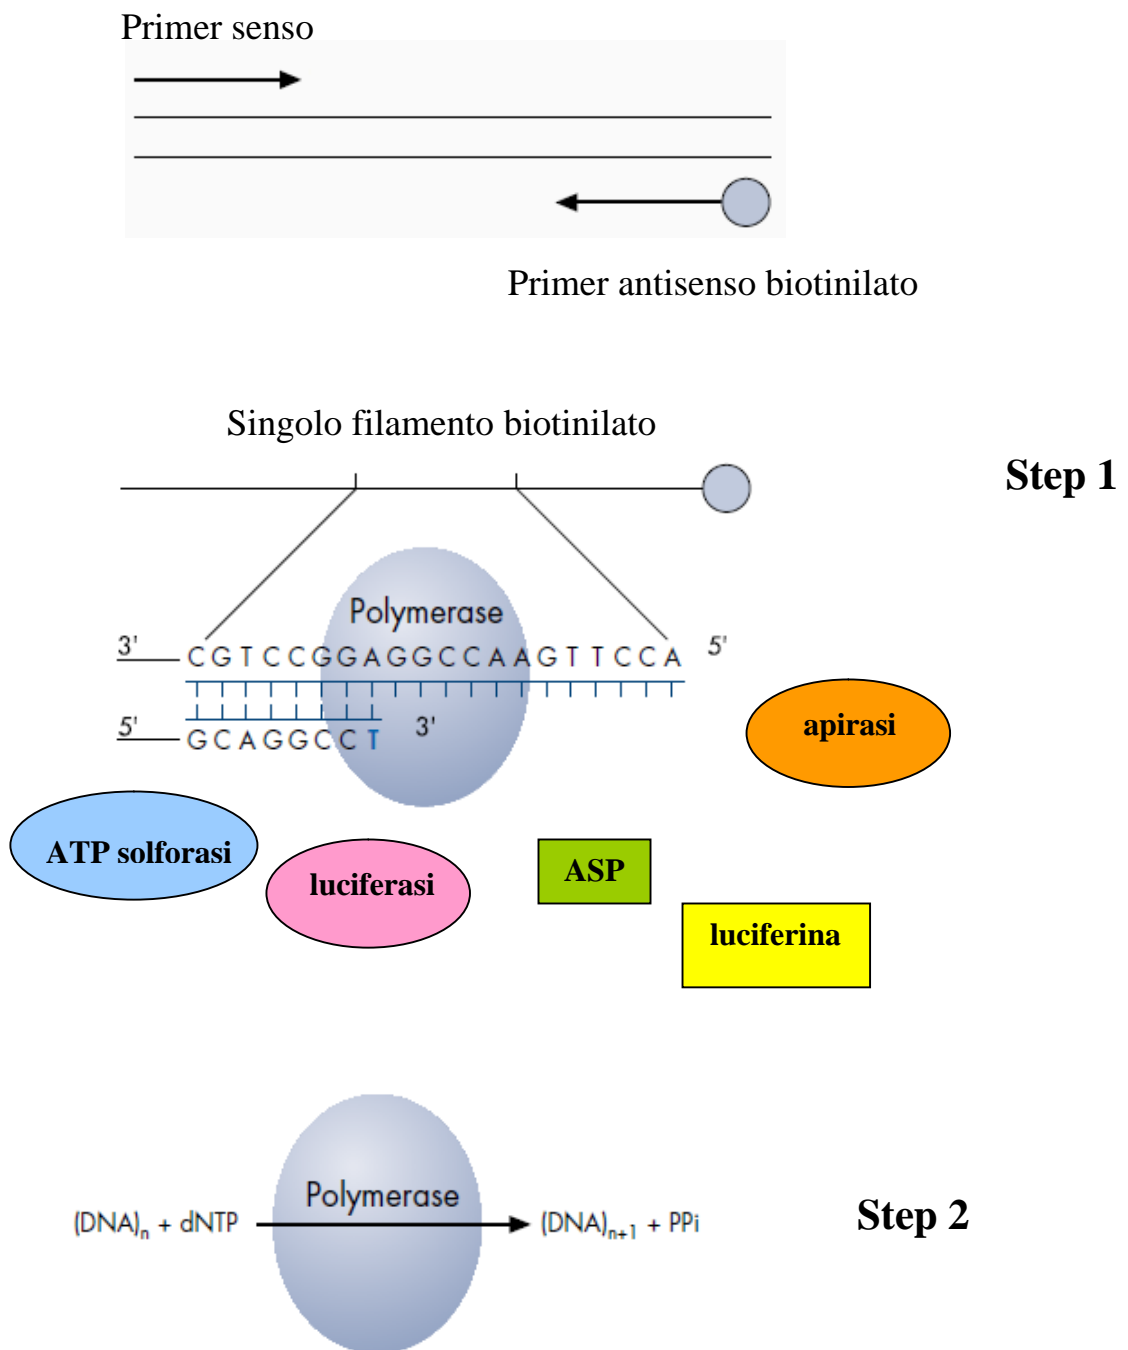 Primer senso
Primer antisenso biotinilato
Singolo filamento biotinilato
Step 1
Polymerase
3' CGTCCGGAGGCCAAGTTCCA 5'
5' GCAGGCCT 3'
apirasi
ATP solforasi
luciferasi
ASP
luciferina
Polymerase
(DNA)n + dNTP (DNA)n+1 + PPi
Step 2